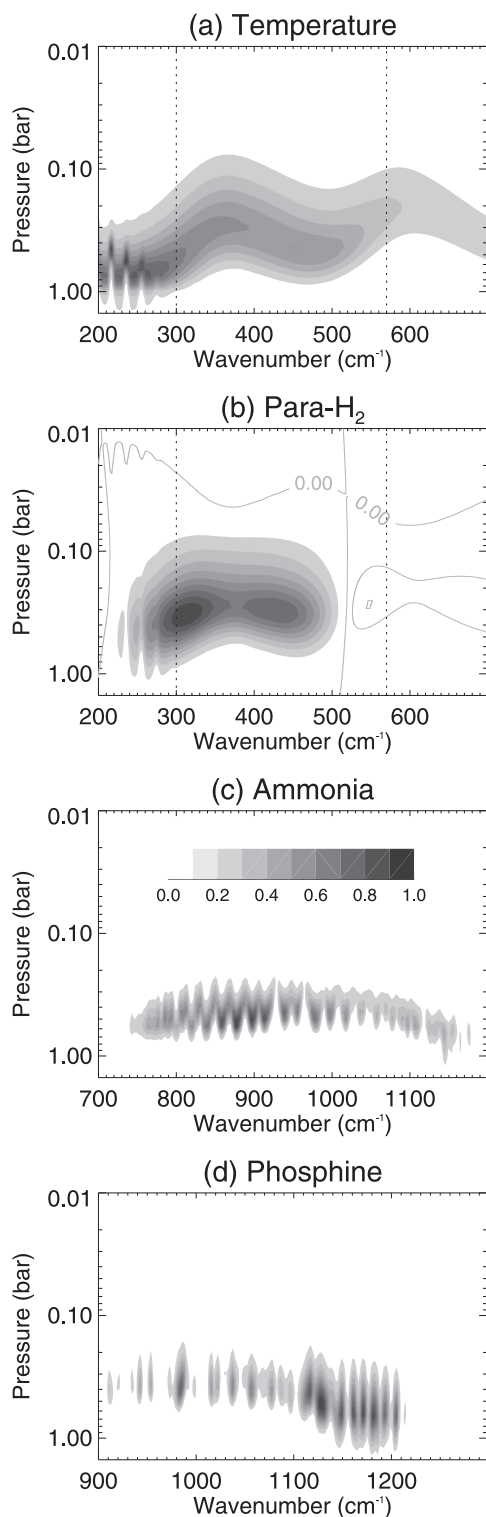 (a) Temperature
0.01
0.10
1.00
Pressure (bar)
200 300 400 500 600
Wavenumber (cm⁻¹)
(b) Para-H₂
0.01
0.10
1.00
Pressure (bar)
0.00
0.00
200 300 400 500 600
Wavenumber (cm⁻¹)
(c) Ammonia
0.01
0.10
1.00
Pressure (bar)
0.0 0.2 0.4 0.6 0.8 1.0
700 800 900 1000 1100
Wavenumber (cm⁻¹)
(d) Phosphine
0.01
0.10
1.00
Pressure (bar)
900 1000 1100 1200
Wavenumber (cm⁻¹)